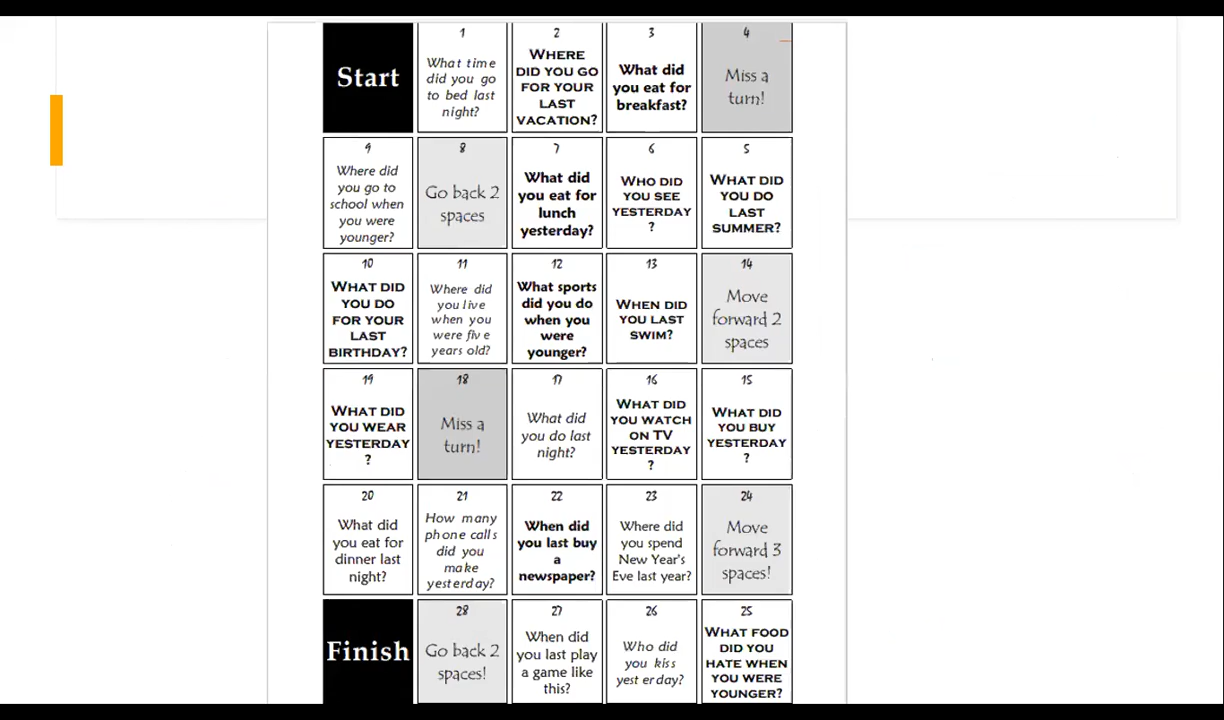 Start
1
What time
did you go
to bed last
night?
2
WHERE
DID YOU GO
FOR YOUR
LAST
VACATION?
3
What did
you eat for
breakfast?
4
Miss a
turn!
9
Where did
you go to
school when
you were
younger?
8
Go back 2
spaces
7
What did
you eat for
lunch
yesterday?
6
WHO DID
YOU SEE
YESTERDAY
?
5
WHAT DID
YOU DO
LAST
SUMMER?
10
WHAT DID
YOU DO
FOR YOUR
LAST
BIRTHDAY?
11
Where did
you live
when you
were five
years old?
12
What sports
did you do
when you
were
younger?
13
WHEN DID
YOU LAST
SWIM?
14
Move
forward 2
spaces
19
WHAT DID
YOU WEAR
YESTERDAY
?
18
Miss a
turn!
17
What did
you do last
night?
16
WHAT DID
YOU WATCH
ON TV
YESTERDAY
?
15
WHAT DID
YOU BUY
YESTERDAY
?
20
What did
you eat for
dinner last
night?
21
How many
phone calls
did you
make
yesterday?
22
When did
you last buy
a
newspaper?
23
Where did
you spend
New Year's
Eve last year?
24
Move
forward 3
spaces!
Finish
28
Go back 2
spaces!
27
When did
you last play
a game like
this?
26
Who did
you kiss
yesterday?
25
WHAT FOOD
DID YOU
HATE WHEN
YOU WERE
YOUNGER?